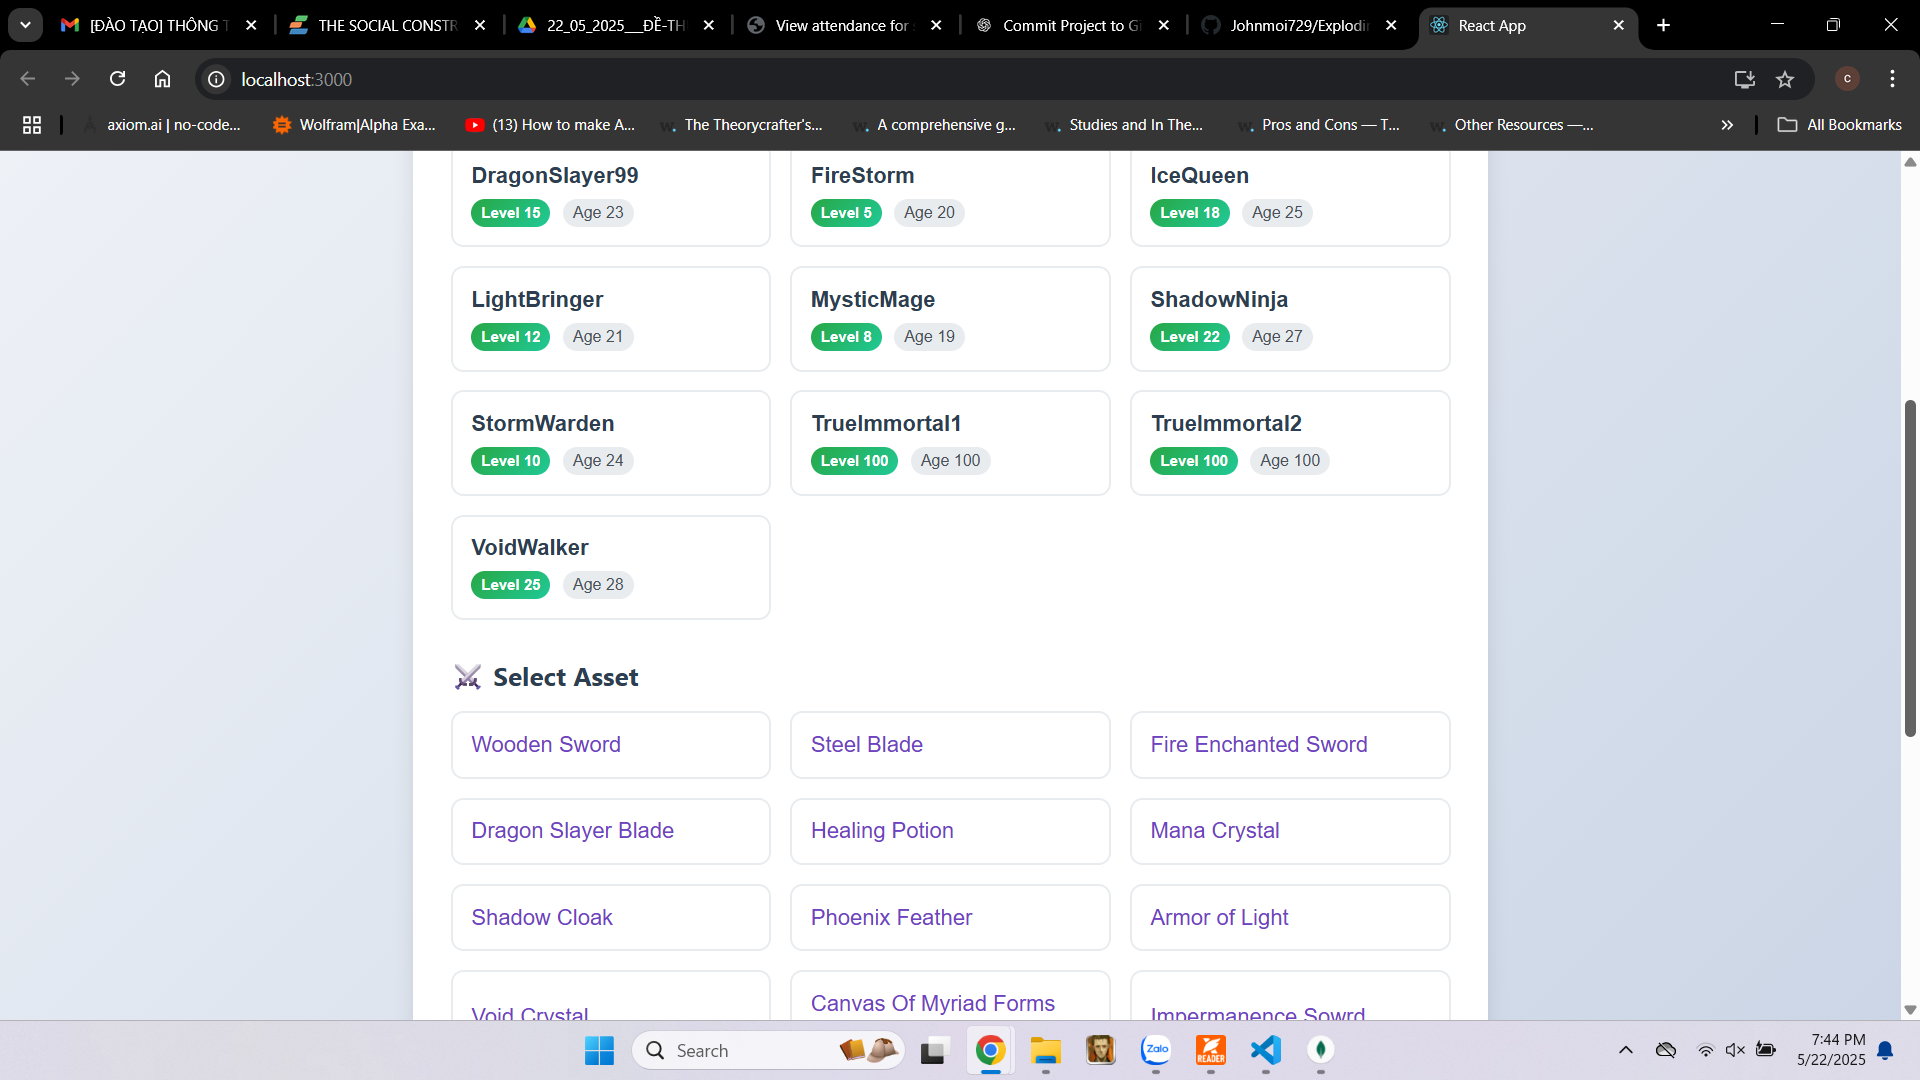 [ĐÀO TẠO] THÔNG T
THE SOCIAL CONSTR
22_05_2025__ĐỀ-TH
View attendance for
Commit Project to Gi
Johnmoi729/Explodi
React App
localhost:3000
c
axiom.ai | no-code...
Wolfram|Alpha Exa...
(13) How to make A...
The Theorycrafter's...
A comprehensive g...
Studies and In The...
Pros and Cons — T...
Other Resources —...
All Bookmarks
DragonSlayer99
Level 15 Age 23
FireStorm
Level 5 Age 20
IceQueen
Level 18 Age 25
LightBringer
Level 12 Age 21
MysticMage
Level 8 Age 19
ShadowNinja
Level 22 Age 27
StormWarden
Level 10 Age 24
TrueImmortal1
Level 100 Age 100
TrueImmortal2
Level 100 Age 100
VoidWalker
Level 25 Age 28
Select Asset
Wooden Sword
Steel Blade
Fire Enchanted Sword
Dragon Slayer Blade
Healing Potion
Mana Crystal
Shadow Cloak
Phoenix Feather
Armor of Light
Void Crystal
Canvas Of Myriad Forms
Impermanence Sowrd
Search
Zalo
READER
7:44 PM
5/22/2025